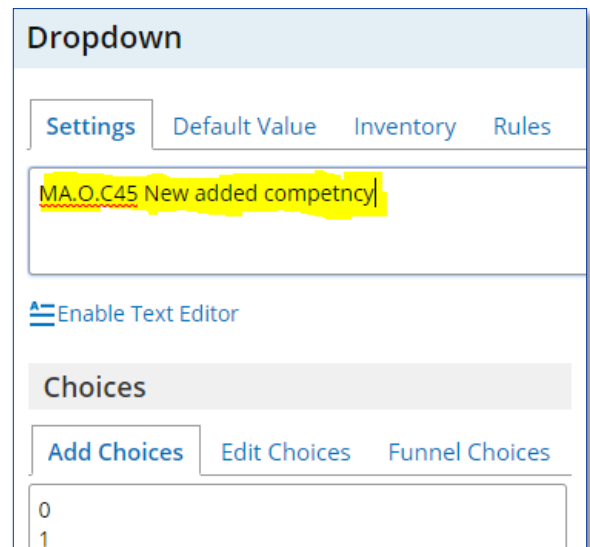 Dropdown
Settings Default Value Inventory Rules
MA.O.C45 New added competncy
Enable Text Editor
Choices
Add Choices Edit Choices Funnel Choices
0
1